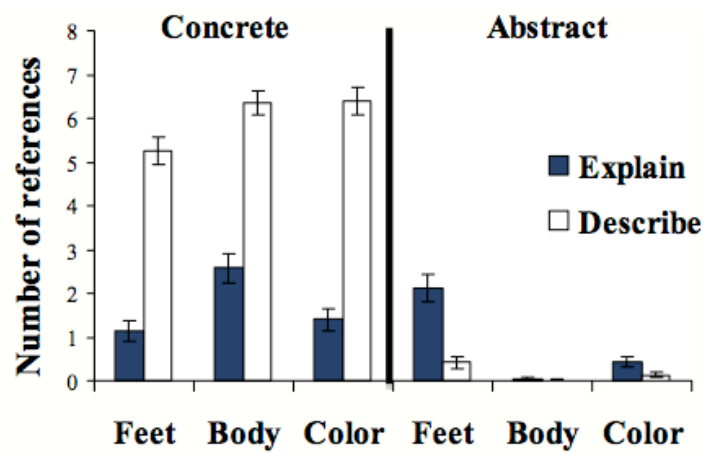 Concrete Abstract
Number of references
8
7
6
5
4
3
2
1
0
Explain
Describe
Feet Body Color Feet Body Color